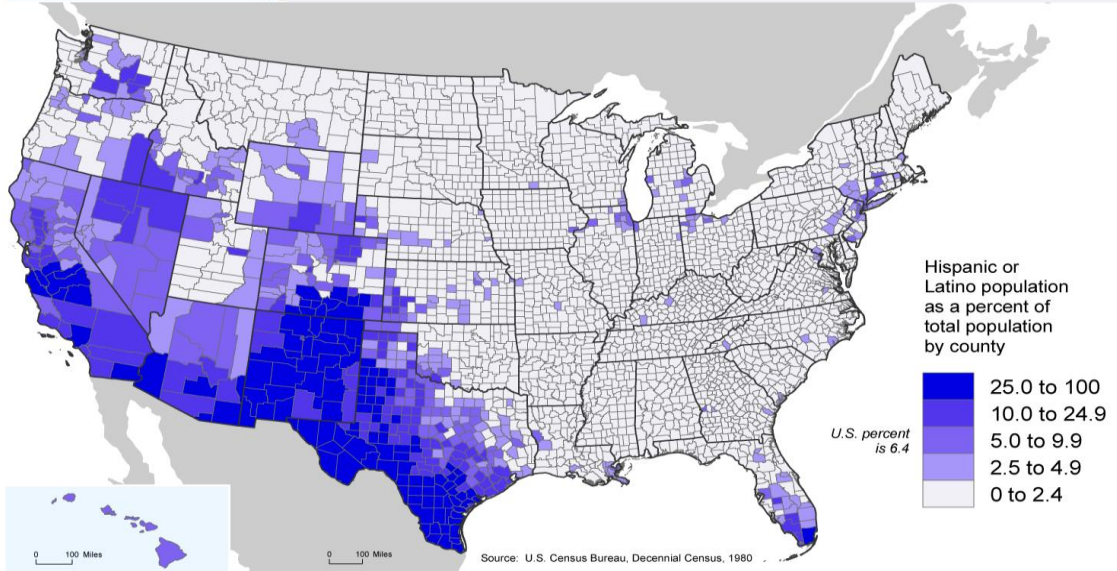 Hispanic or
Latino population
as a percent of
total population
by county
25.0 to 100
10.0 to 24.9
5.0 to 9.9
2.5 to 4.9
0 to 2.4
U.S. percent
is 6.4
0 100 Miles
0 100 Miles
Source: U.S. Census Bureau, Decennial Census, 1980